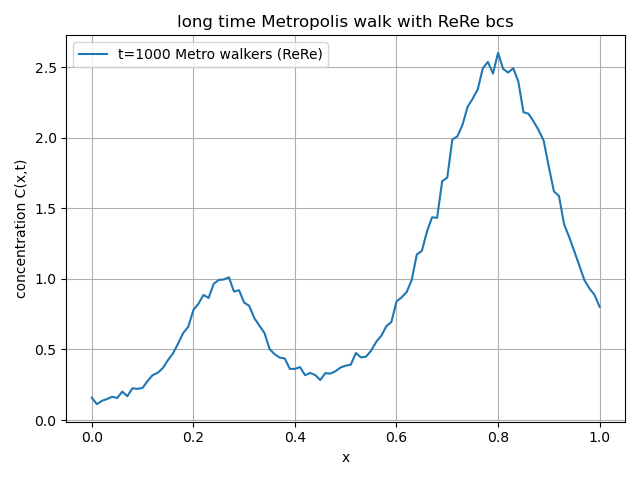 long time Metropolis walk with ReRe bcs
t=1000 Metro walkers (ReRe)
concentration C(x,t)
2.5
2.0
1.5
1.0
0.5
0.0
0.0 0.2 0.4 0.6 0.8 1.0
x